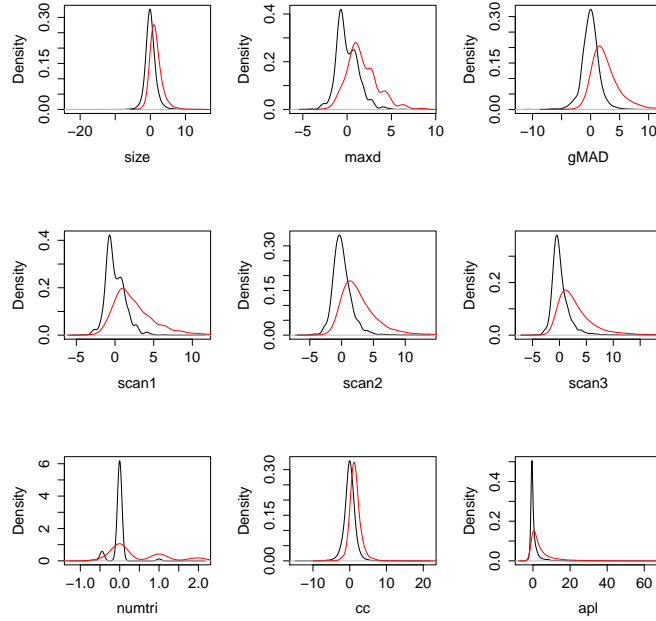 Density
0.00 0.15 0.30
−20 0 10
size
Density
0.0 0.2 0.4
−5 0 5 10
maxd
Density
0.00 0.15 0.30
−10 0 5 10
gMAD
Density
0.0 0.2 0.4
−5 0 5 10
scan1
Density
0.00 0.15 0.30
−5 0 5 10
scan2
Density
0.0 0.2
−5 0 5 10
scan3
Density
0 1 2 3 4 6
−1.0 0.0 1.0 2.0
numtri
Density
0.00 0.15 0.30
−10 0 10 20
cc
Density
0.0 0.2 0.4
0 20 40 60
apl